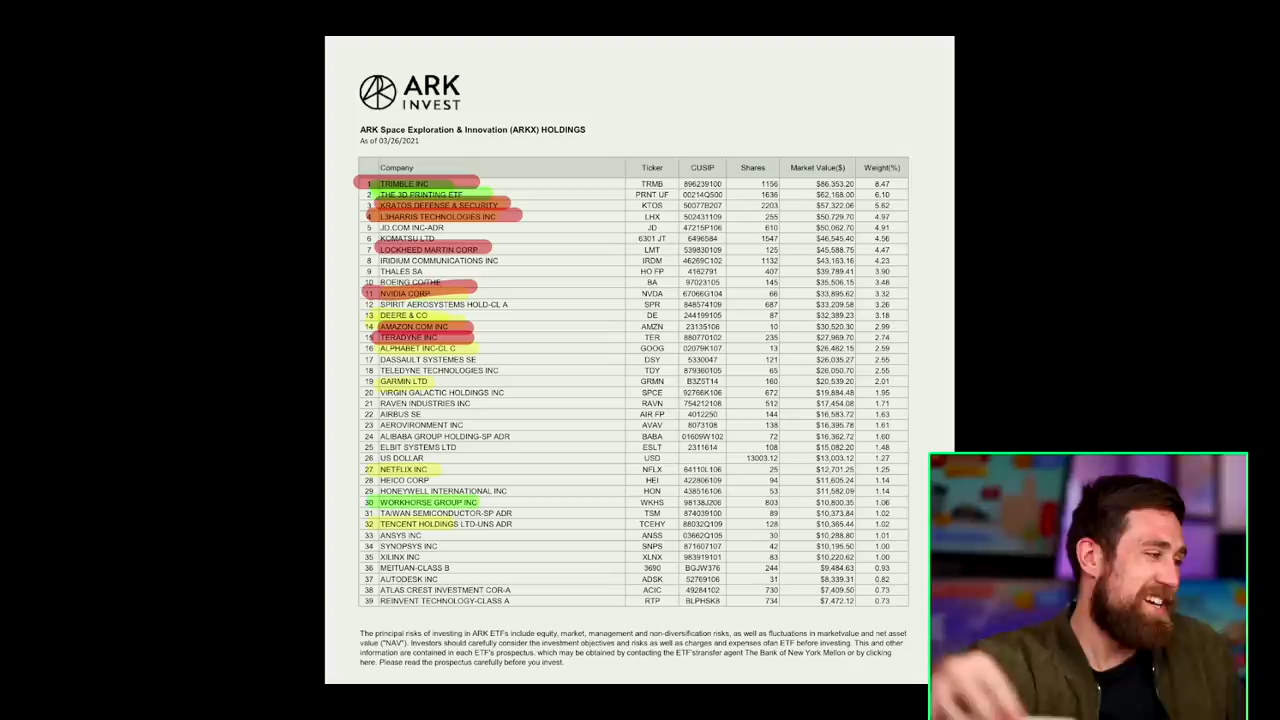 ARK
INVEST
ARK Space Exploration & Innovation (ARKX) HOLDINGS
As of 03/26/2021
Company Ticker CUSIP Shares Market Value($) Weight(%)
1 TRIMBLE INC TRMB 896239100 1156 $86,353.20 8.47
2 THE 3D PRINTING ETF PRNT UF 00214Q500 1636 $62,168.00 6.10
3 KRATOS DEFENSE & SECURITY KTOS 50077B207 2203 $57,322.06 5.62
4 L3HARRIS TECHNOLOGIES INC LHX 502431109 255 $50,729.70 4.97
5 JD.COM INC-ADR JD 47215P106 610 $50,062.70 4.91
6 KOMATSU LTD 6301 JT 6496584 1547 $46,545.40 4.56
7 LOCKHEED MARTIN CORP LMT 539830109 125 $45,588.75 4.47
8 IRIDIUM COMMUNICATIONS INC IRDM 46269C102 1132 $43,163.16 4.23
9 THALES SA HO FP 4162791 407 $39,789.41 3.90
10 BOEING CO/THE BA 97023105 145 $35,506.15 3.48
11 NVIDIA CORP NVDA 67066G104 66 $33,895.62 3.32
12 SPIRIT AEROSYSTEMS HOLD-CL A SPR 848574109 687 $33,209.58 3.26
13 DEERE & CO DE 244199105 87 $32,389.23 3.18
14 AMAZON.COM INC AMZN 23135106 10 $30,520.30 2.99
15 TERADYNE INC TER 880770102 235 $27,969.70 2.74
16 ALPHABET INC-CL C GOOG 02079K107 13 $26,462.15 2.59
17 DASSAULT SYSTEMES SE DSY 5330047 121 $26,035.27 2.55
18 TELEDYNE TECHNOLOGIES INC TDY 879360105 65 $26,050.70 2.55
19 GARMIN LTD GRMN B3Z5T14 160 $20,539.20 2.01
20 VIRGIN GALACTIC HOLDINGS INC SPCE 92766K106 672 $19,884.48 1.95
21 RAVEN INDUSTRIES INC RAVN 754212108 512 $17,454.08 1.71
22 AIRBUS SE AIR FP 4012250 144 $16,583.72 1.63
23 AEROVIRONMENT INC AVAV 8073108 138 $16,395.78 1.61
24 ALIBABA GROUP HOLDING-SP ADR BABA 01609W102 72 $16,362.72 1.60
25 ELBIT SYSTEMS LTD ESLT 2311614 108 $15,082.20 1.48
26 US DOLLAR USD 13003.12 $13,003.12 1.27
27 NETFLIX INC NFLX 64110L106 25 $12,701.25 1.25
28 HEICO CORP HEI 422806109 94 $11,605.24 1.14
29 HONEYWELL INTERNATIONAL INC HON 438516106 53 $11,582.09 1.14
30 WORKHORSE GROUP INC WKHS 98138J206 803 $10,800.35 1.06
31 TAIWAN SEMICONDUCTOR-SP ADR TSM 874039100 89 $10,373.84 1.02
32 TENCENT HOLDINGS LTD-UNS ADR TCEHY 88032Q109 128 $10,365.44 1.02
33 ANSYS INC ANSS 03662Q105 30 $10,288.80 1.01
34 SYNOPSYS INC SNPS 871607107 42 $10,195.50 1.00
35 XILINX INC XLNX 983919101 83 $10,220.62 1.00
36 MEITUAN-CLASS B 3690 BGJW376 244 $9,484.63 0.93
37 AUTODESK INC ADSK 52769106 31 $8,339.31 0.82
38 ATLAS CREST INVESTMENT COR-A ACIC 49284102 730 $7,409.50 0.73
39 REINVENT TECHNOLOGY-CLASS A RTP BLPHSK8 734 $7,472.12 0.73
The principal risks of investing in ARK ETFs include equity, market, management and non-diversification risks, as well as fluctuations in marketvalue and net asset
value ("NAV"). Investors should carefully consider the investment objectives and risks as well as charges and expenses ofan ETF before investing. This and other
information are contained in each ETF's prospectus, which may be obtained by contacting the ETF'stransfer agent The Bank of New York Mellon or by clicking
here. Please read the prospectus carefully before you invest.